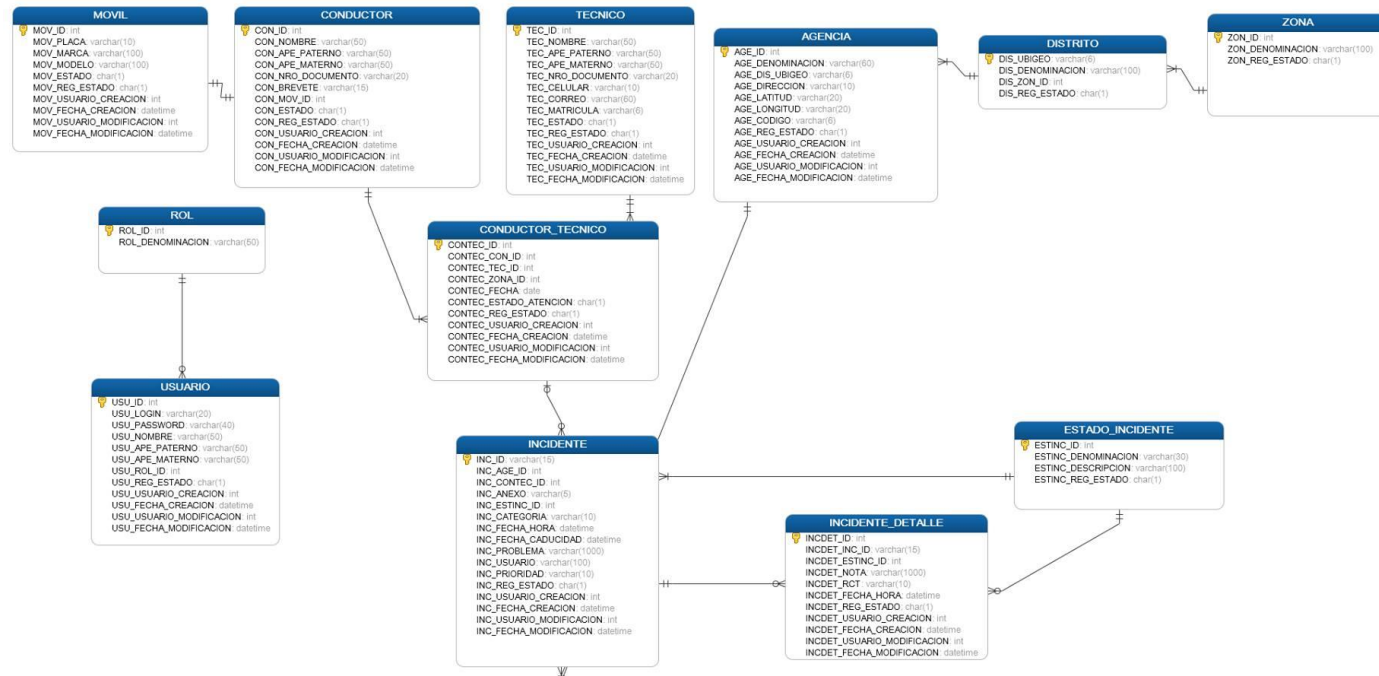 MOVIL
MOV_ID: int
MOV_PLACA: varchar(10)
MOV_MARCA: varchar(100)
MOV_MODELO: varchar(100)
MOV_ESTADO: char(1)
MOV_REG_ESTADO: char(1)
MOV_USUARIO_CREACION: int
MOV_FECHA_CREACION: datetime
MOV_USUARIO_MODIFICACION: int
MOV_FECHA_MODIFICACION: datetime
CONDUCTOR
CON_ID: int
CON_NOMBRE: varchar(50)
CON_APE_PATERNO: varchar(50)
CON_APE_MATERNO: varchar(50)
CON_NRO_DOCUMENTO: varchar(20)
CON_BREVETE: varchar(15)
CON_MOV_ID: int
CON_ESTADO: char(1)
CON_REG_ESTADO: char(1)
CON_USUARIO_CREACION: int
CON_FECHA_CREACION: datetime
CON_USUARIO_MODIFICACION: int
CON_FECHA_MODIFICACION: datetime
TECNICO
TEC_ID: int
TEC_NOMBRE: varchar(50)
TEC_APE_PATERNO: varchar(50)
TEC_APE_MATERNO: varchar(50)
TEC_NRO_DOCUMENTO: varchar(20)
TEC_CELULAR: varchar(10)
TEC_CORREO: varchar(60)
TEC_MATRICULA: varchar(6)
TEC_ESTADO: char(1)
TEC_REG_ESTADO: char(1)
TEC_USUARIO_CREACION: int
TEC_FECHA_CREACION: datetime
TEC_USUARIO_MODIFICACION: int
TEC_FECHA_MODIFICACION: datetime
AGENCIA
AGE_ID: int
AGE_DENOMINACION: varchar(60)
AGE_DIS_UBIGEO: varchar(6)
AGE_DIRECCION: varchar(10)
AGE_LATITUD: varchar(20)
AGE_LONGITUD: varchar(20)
AGE_CODIGO: varchar(6)
AGE_REG_ESTADO: char(1)
AGE_USUARIO_CREACION: int
AGE_FECHA_CREACION: datetime
AGE_USUARIO_MODIFICACION: int
AGE_FECHA_MODIFICACION: datetime
DISTRITO
DIS_UBIGEO: varchar(6)
DIS_DENOMINACION: varchar(100)
DIS_ZON_ID: int
DIS_REG_ESTADO: char(1)
ZONA
ZON_ID: int
ZON_DENOMINACION: varchar(100)
ZON_REG_ESTADO: char(1)
ROL
ROL_ID: int
ROL_DENOMINACION: varchar(50)
CONDUCTOR_TECNICO
CONTEC_ID: int
CONTEC_CON_ID: int
CONTEC_TEC_ID: int
CONTEC_ZONA_ID: int
CONTEC_FECHA: date
CONTEC_ESTADO_ATENCION: char(1)
CONTEC_REG_ESTADO: char(1)
CONTEC_USUARIO_CREACION: int
CONTEC_FECHA_CREACION: datetime
CONTEC_USUARIO_MODIFICACION: int
CONTEC_FECHA_MODIFICACION: datetime
USUARIO
USU_ID: int
USU_LOGIN: varchar(20)
USU_PASSWORD: varchar(40)
USU_NOMBRE: varchar(50)
USU_APE_PATERNO: varchar(50)
USU_APE_MATERNO: varchar(50)
USU_ROL_ID: int
USU_REG_ESTADO: char(1)
USU_USUARIO_CREACION: int
USU_FECHA_CREACION: datetime
USU_USUARIO_MODIFICACION: int
USU_FECHA_MODIFICACION: datetime
INCIDENTE
INC_ID: varchar(15)
INC_AGE_ID: int
INC_CONTEC_ID: int
INC_ANEXO: varchar(5)
INC_ESTINC_ID: int
INC_CATEGORIA: varchar(10)
INC_FECHA_HORA: datetime
INC_FECHA_CADUCIDAD: datetime
INC_PROBLEMA: varchar(1000)
INC_USUARIO: varchar(100)
INC_PRIORIDAD: varchar(10)
INC_REG_ESTADO: char(1)
INC_USUARIO_CREACION: int
INC_FECHA_CREACION: datetime
INC_USUARIO_MODIFICACION: int
INC_FECHA_MODIFICACION: datetime
ESTADO_INCIDENTE
ESTINC_ID: int
ESTINC_DENOMINACION: varchar(30)
ESTINC_DESCRIPCION: varchar(100)
ESTINC_REG_ESTADO: char(1)
INCIDENTE_DETALLE
INCDET_ID: int
INCDET_INC_ID: varchar(15)
INCDET_ESTINC_ID: int
INCDET_NOTA: varchar(1000)
INCDET_RCT: varchar(10)
INCDET_FECHA_HORA: datetime
INCDET_REG_ESTADO: char(1)
INCDET_USUARIO_CREACION: int
INCDET_FECHA_CREACION: datetime
INCDET_USUARIO_MODIFICACION: int
INCDET_FECHA_MODIFICACION: datetime